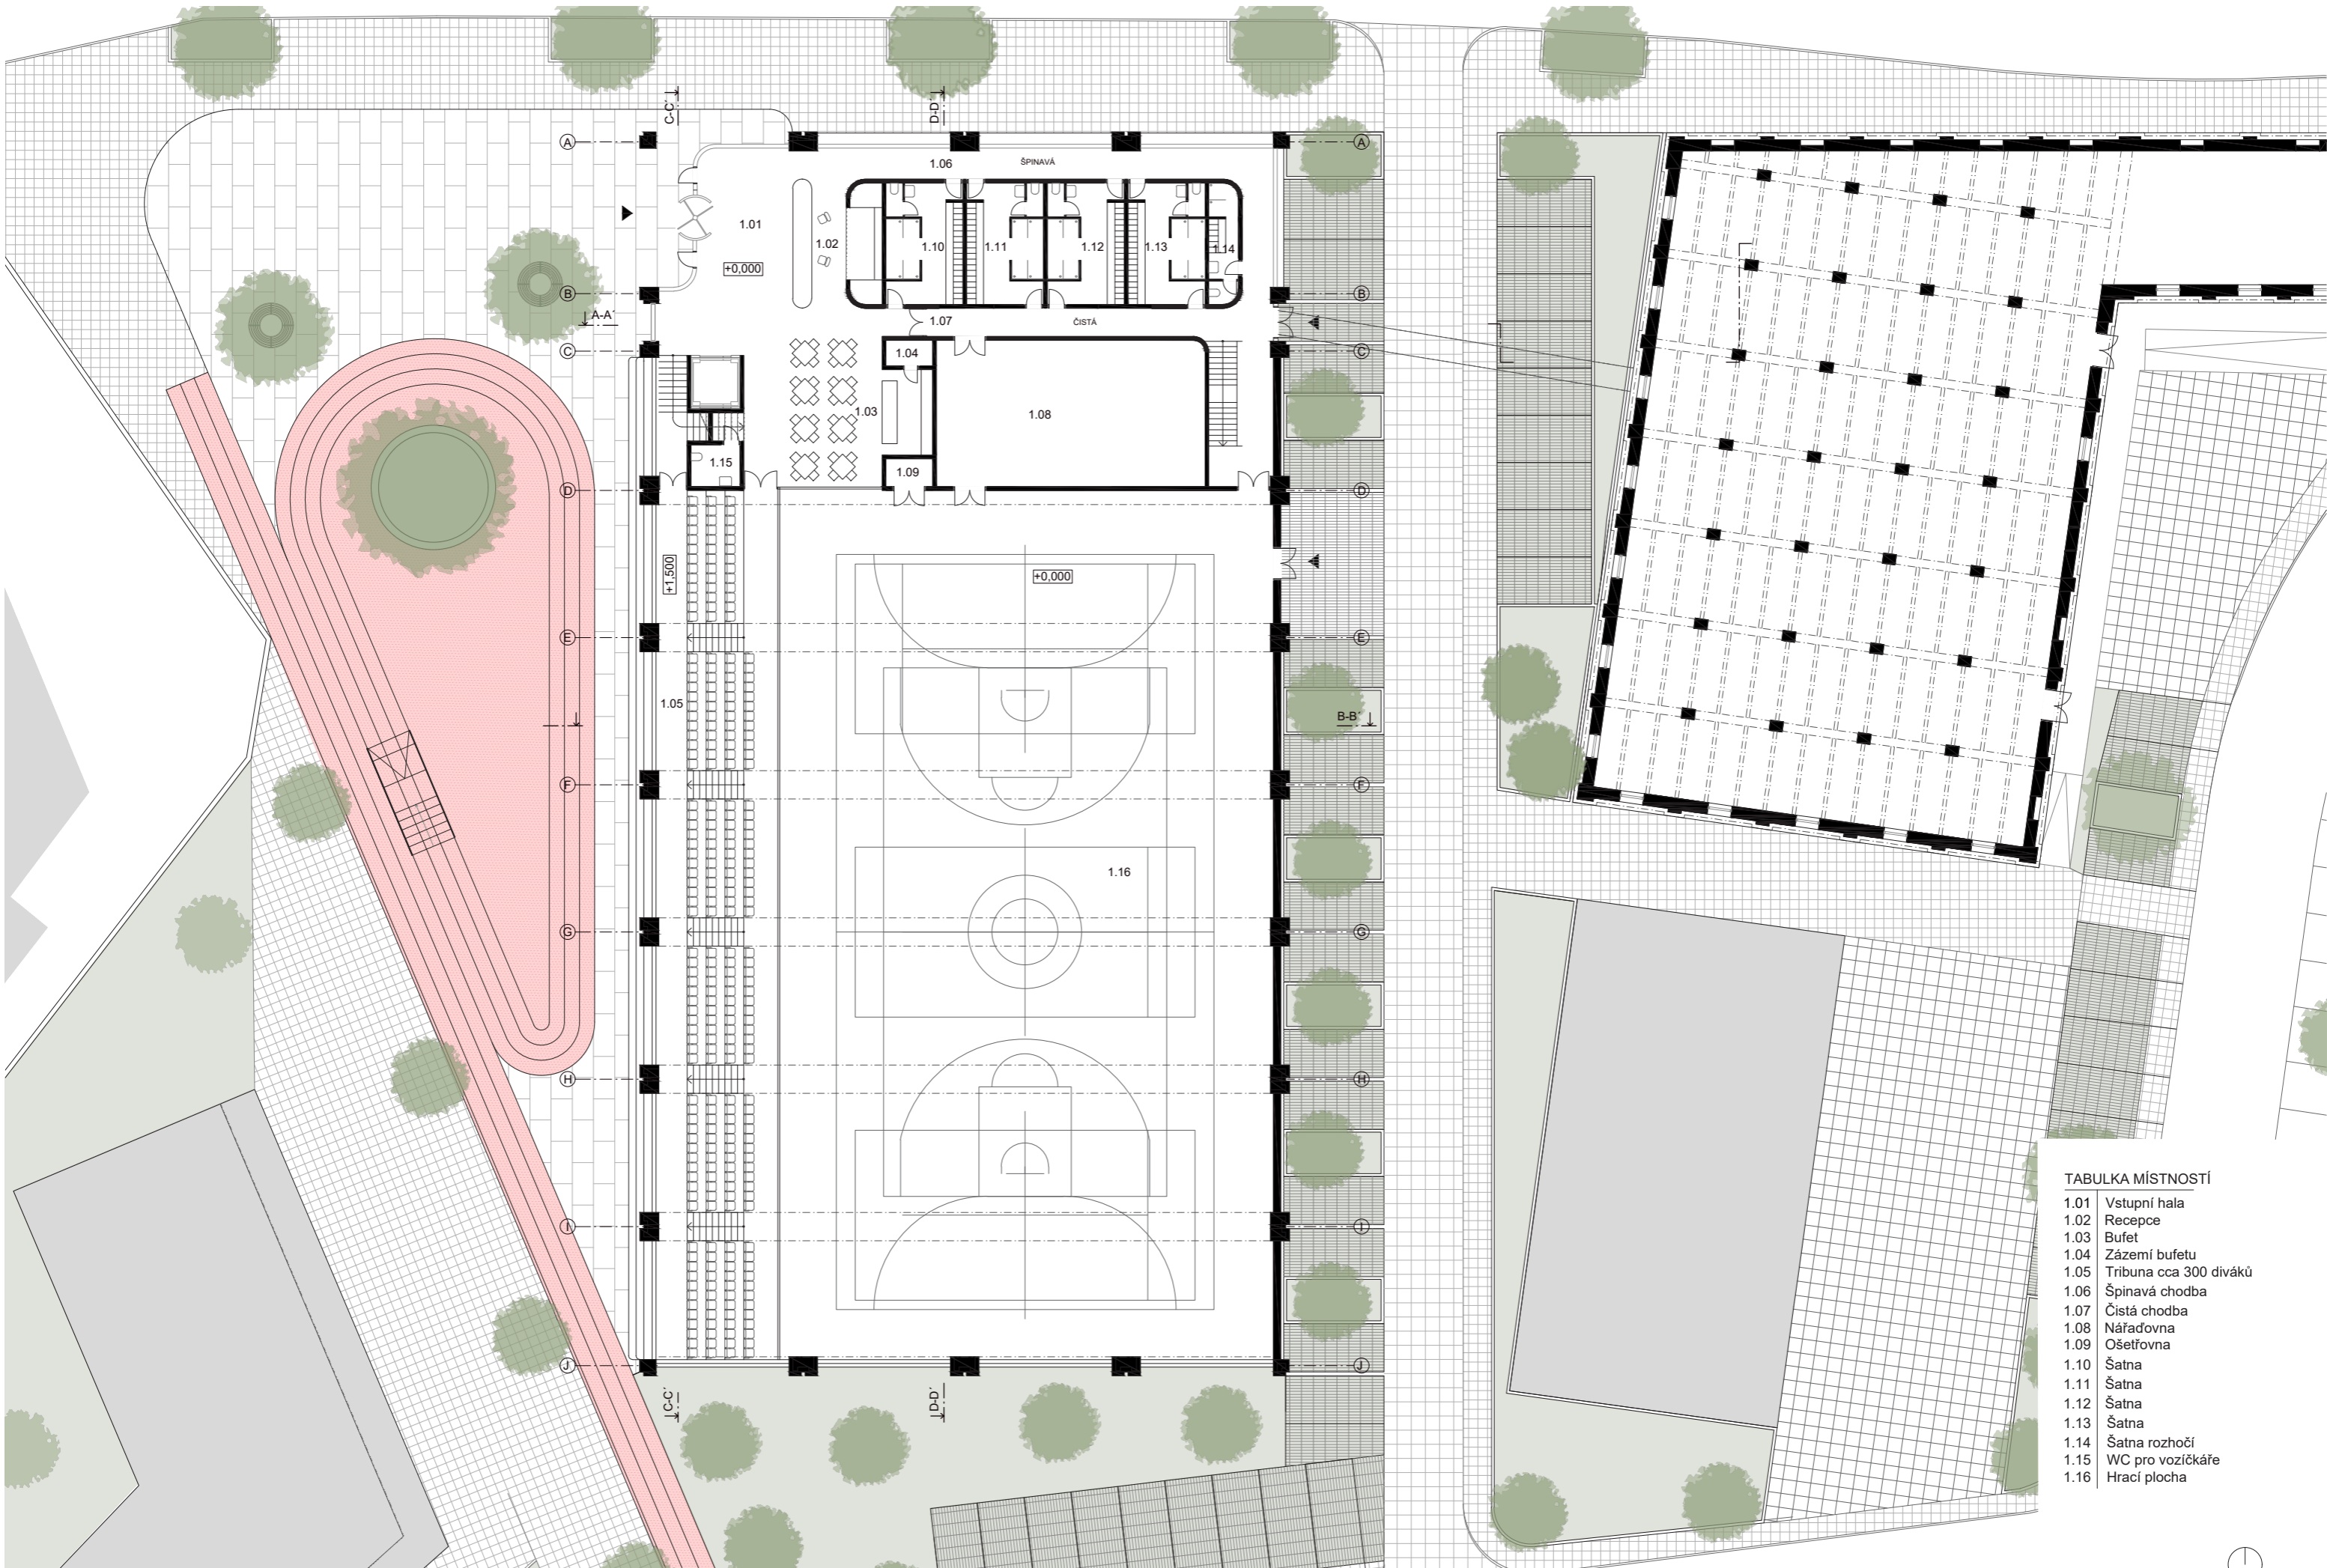 C-C´
D-D´
A
A
1.06
ŠPINAVÁ
1.01
1.02
1.10
1.11
1.12
1.13
1.14
+0,000
B
B
A-A´
1.07
ČISTÁ
C
C
1.04
1.03
1.08
1.15
1.09
D
D
+1,500
+0,000
E
E
1.05
B-B´
F
F
1.16
G
G
H
H
I
I
J
J
C-C´
D-D´
TABULKA MÍSTNOSTÍ
1.01 Vstupní hala
1.02 Recepce
1.03 Bufet
1.04 Zázemí bufetu
1.05 Tribuna cca 300 diváků
1.06 Špinavá chodba
1.07 Čistá chodba
1.08 Nářaďovna
1.09 Ošetřovna
1.10 Šatna
1.11 Šatna
1.12 Šatna
1.13 Šatna
1.14 Šatna rozhočí
1.15 WC pro vozíčkáře
1.16 Hrací plocha